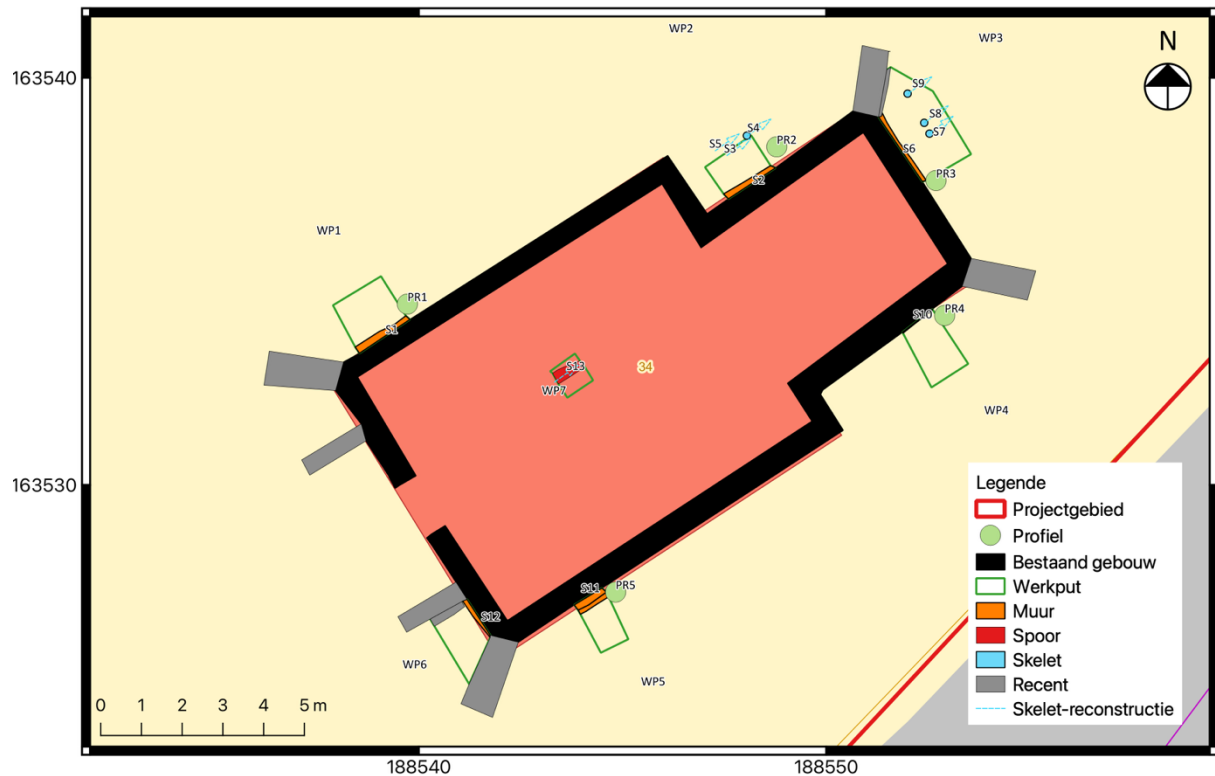 WP2
WP3
N
163540
S9
S4
S8
S5
PR2
S7
S3
S6
S2
PR3
WP1
PR1
PR4
S10
S1
S13
34
WP7
WP4
163530
Legende
Projectgebied
Profiel
Bestaand gebouw
Werkput
Muur
Spoor
Skelet
Recent
Skelet-reconstructie
S11
PR5
S12
WP6
WP5
0 1 2 3 4 5 m
188540
188550